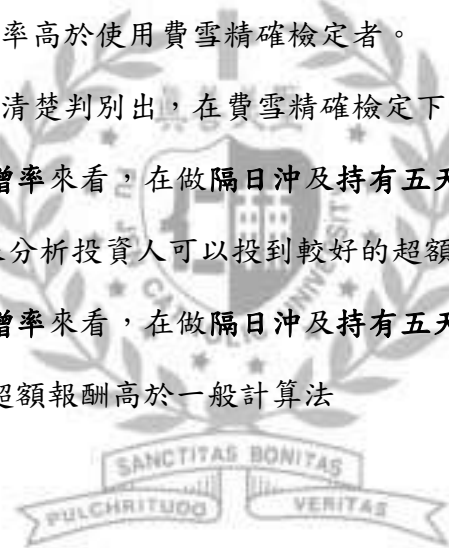 率高於使用費雪精確檢定者。
清楚判別出，在費雪精確檢定下
增率來看，在做隔日沖及持有五天
分析投資人可以投到較好的超額
增率來看，在做隔日沖及持有五天
超額報酬高於一般計算法
SANCTITAS BONITAS
PULCHRITUDO VERITAS